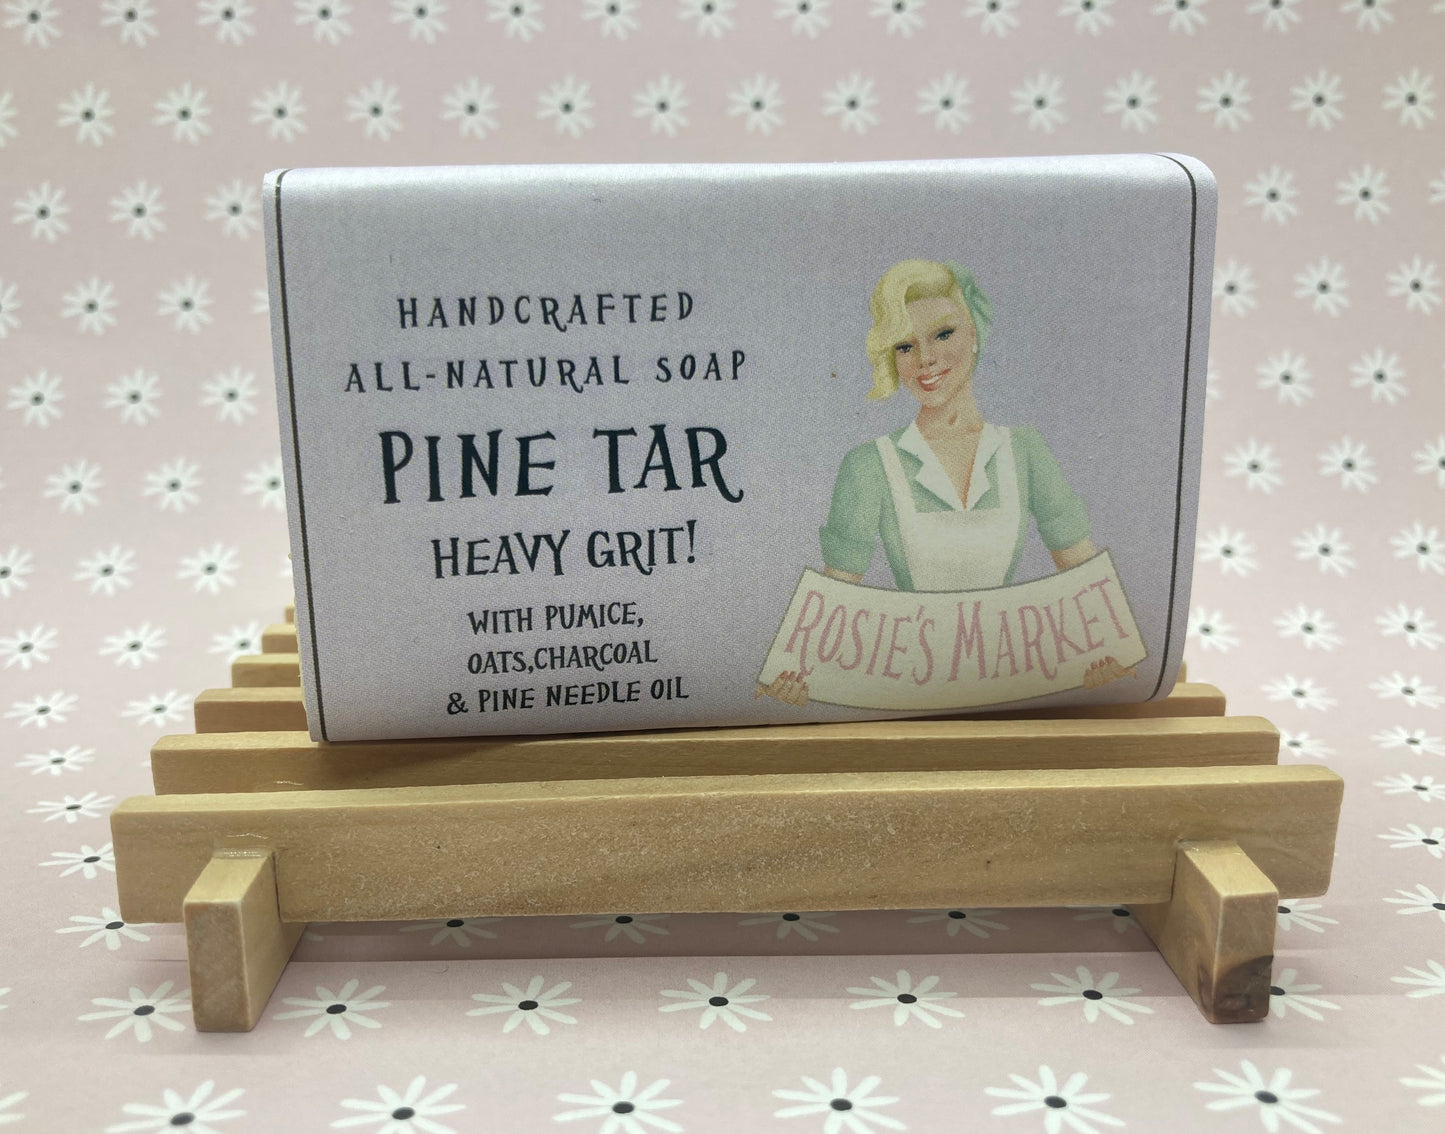 HANDCRAFTED
ALL-NATURAL SOAP
PINE TAR
HEAVY GRIT!
WITH PUMICE,
OATS,CHARCOAL
& PINE NEEDLE OIL
ROSIE'S MARKET